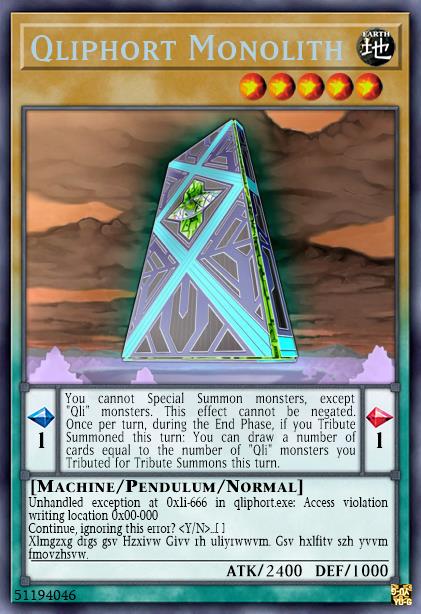 Qliphort Monolith
EARTH
地
You cannot Special Summon monsters, except
"Qli" monsters. This effect cannot be negated.
Once per turn, during the End Phase, if you Tribute
Summoned this turn: You can draw a number of
cards equal to the number of "Qli" monsters you
Tributed for Tribute Summons this turn.
1
1
[Machine/Pendulum/Normal]
Unhandled exception at 0xli-666 in qliphort.exe: Access violation
writing location 0x00-000
Continue, ignoring this error? <Y/N>_[ ]
Xlmgzxg drgs gsv Hzxivw Givv rh uliyrwwvm. Gsv hxlfitv szh yvvm
fmovzhsvw.
ATK/2400 DEF/1000
51194046